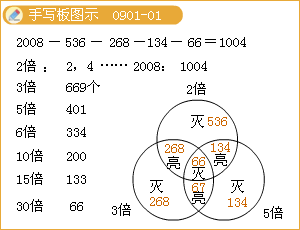 手写板图示 0901-01
2008－536－268－134－66＝1004
2倍： 2，4 …… 2008： 1004
3倍 669个
5倍 401
6倍 334
10倍 200
15倍 133
30倍 66
2倍
灭 536
268 134
亮 66 亮
灭
67
灭 亮 灭
268 134
3倍 5倍